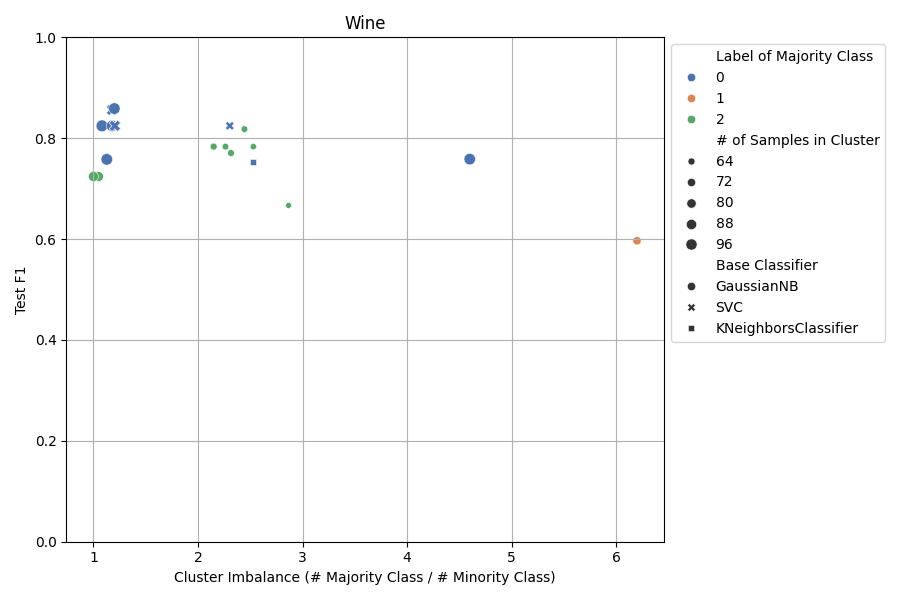 Wine
1.0
0.8
0.6
0.4
0.2
0.0
Test F1
1 2 3 4 5 6
Cluster Imbalance (# Majority Class / # Minority Class)
Label of Majority Class
0
1
2
# of Samples in Cluster
64
72
80
88
96
Base Classifier
GaussianNB
SVC
KNeighborsClassifier